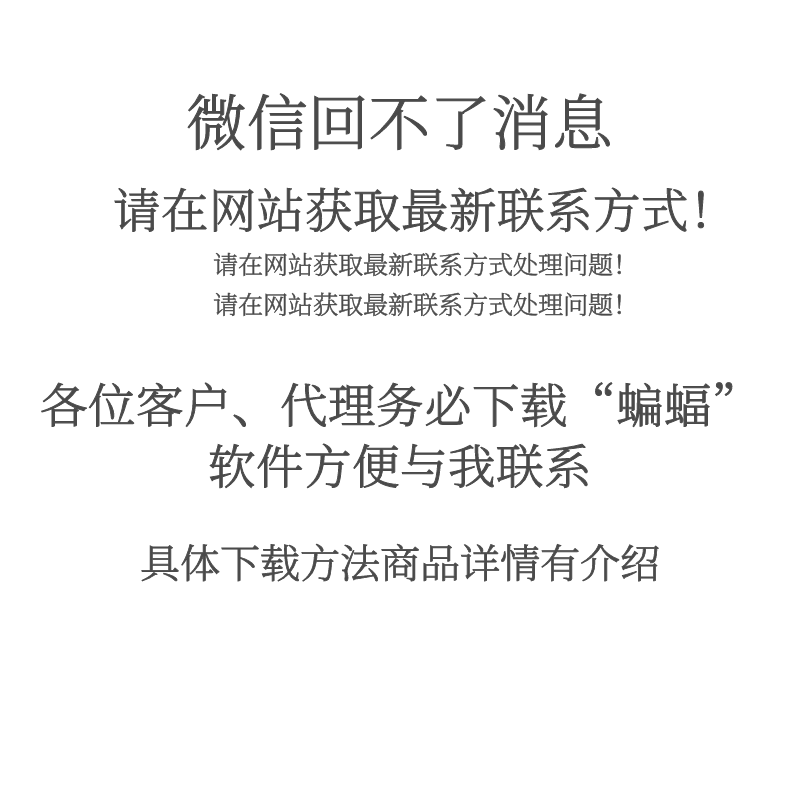 微信回不了消息
请在网站获取最新联系方式！
请在网站获取最新联系方式处理问题！
请在网站获取最新联系方式处理问题！
各位客户、代理务必下载“蝙蝠”
软件方便与我联系
具体下载方法商品详情有介绍